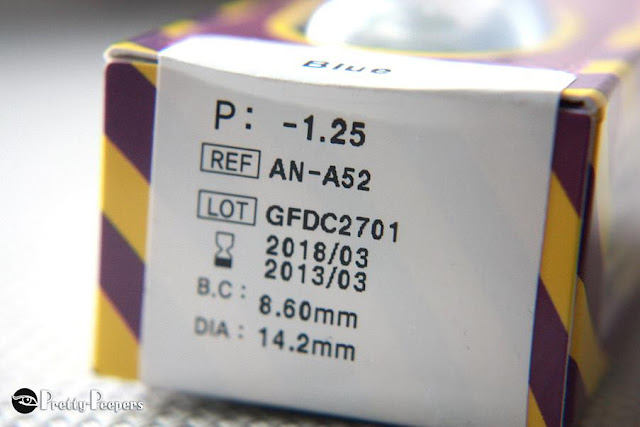 Blue
P: -1.25
REF AN-A52
LOT GFDC2701
2018/03
2013/03
B.C: 8.60mm
DIA: 14.2mm
Pretty-Peepers